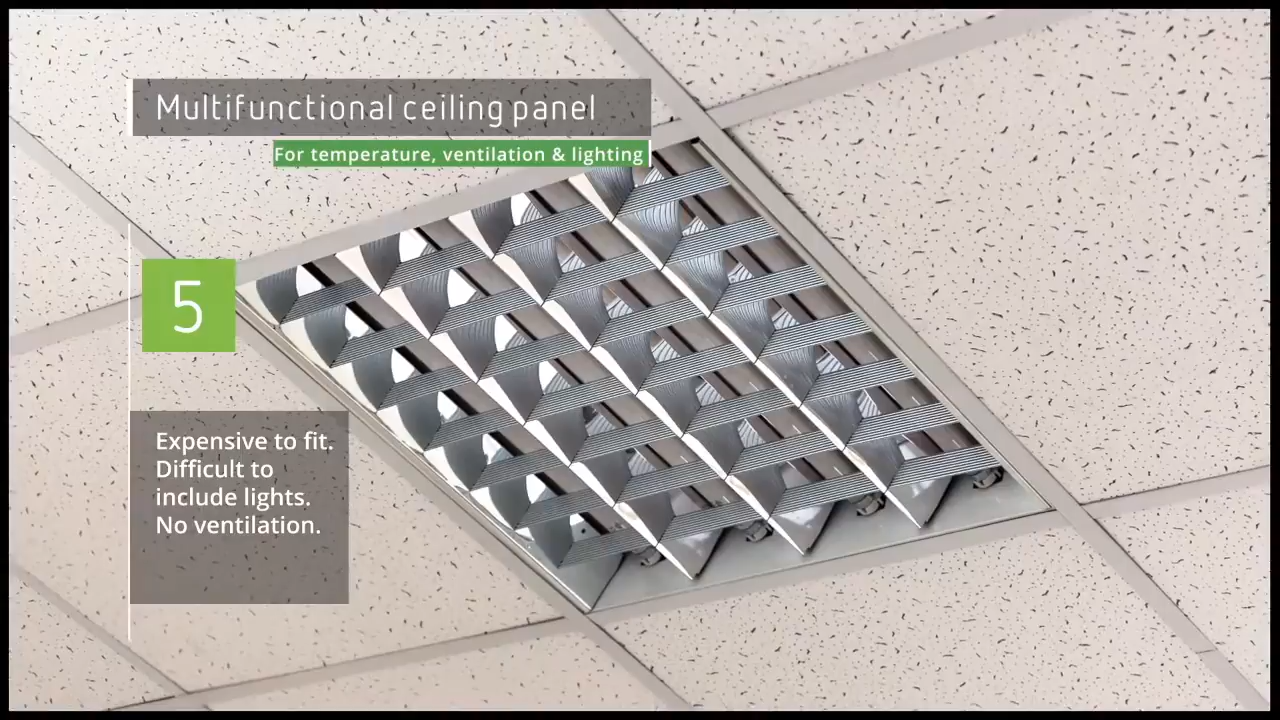 Multifunctional ceiling panel
For temperature, ventilation & lighting
5
Expensive to fit.
Difficult to
include lights.
No ventilation.